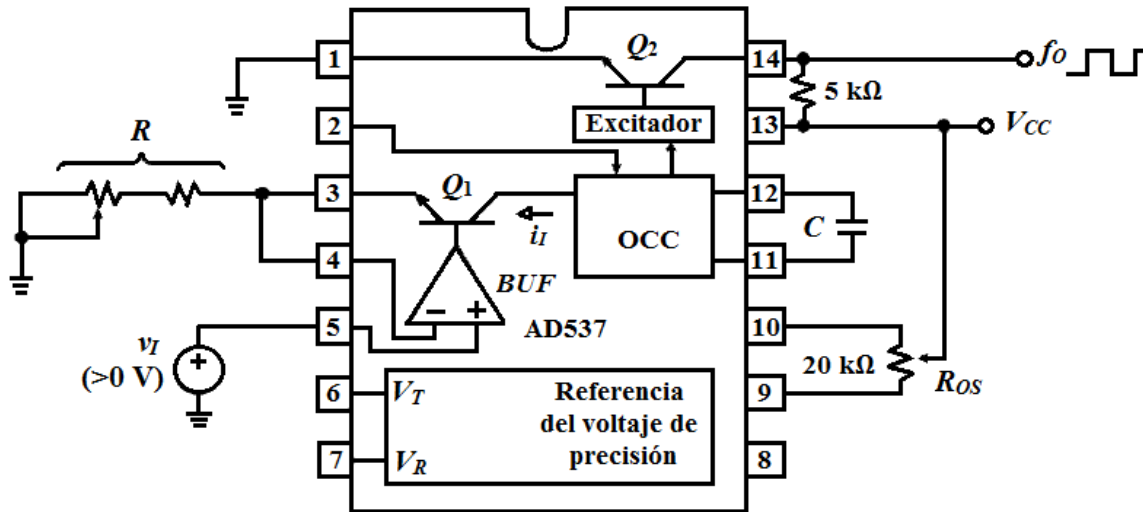 1
Q2
14
fO
5 kΩ
2
Excitador
13
VCC
R
3
Q1
12
iI
OCC
C
4
BUF
11
− +
AD537
5
10
vI
+
(>0 V)
20 kΩ
ROS
6
VT
Referencia
del voltaje de
precisión
9
7
VR
8